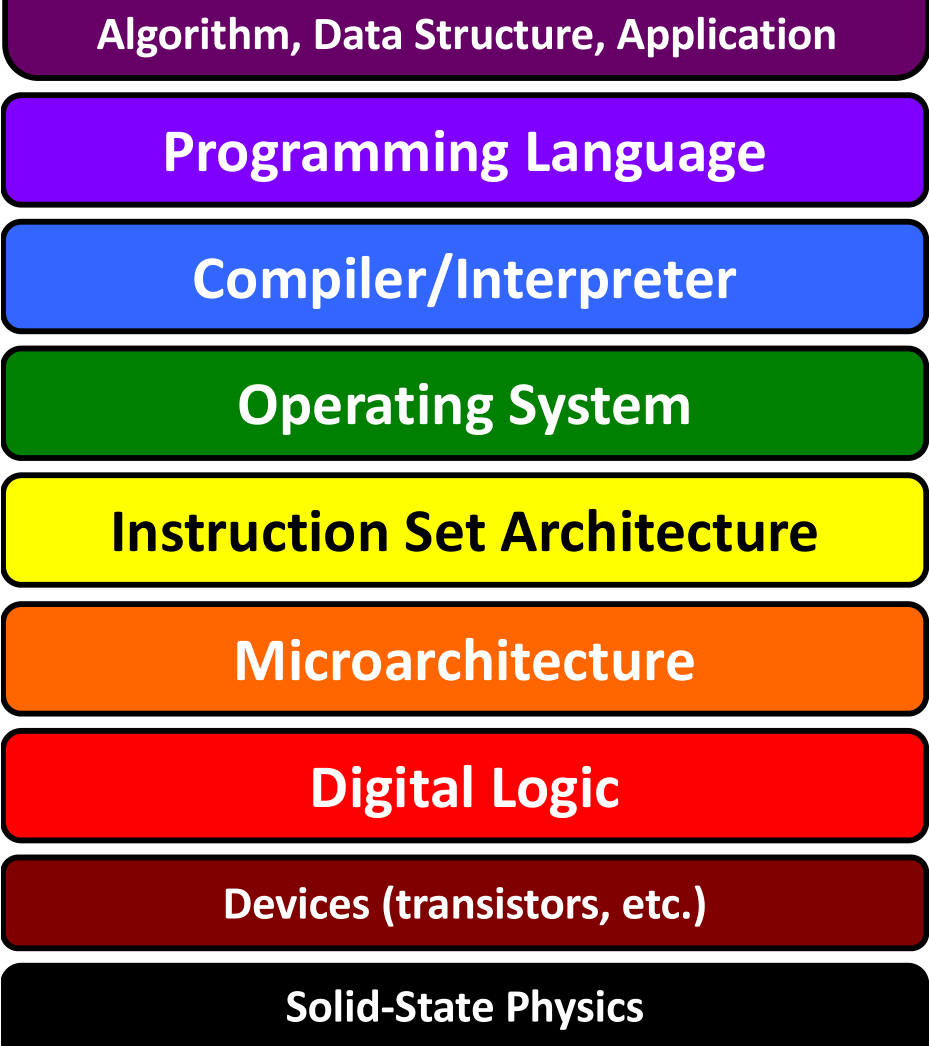 Algorithm, Data Structure, Application
Programming Language
Compiler/Interpreter
Operating System
Instruction Set Architecture
Microarchitecture
Digital Logic
Devices (transistors, etc.)
Solid-State Physics